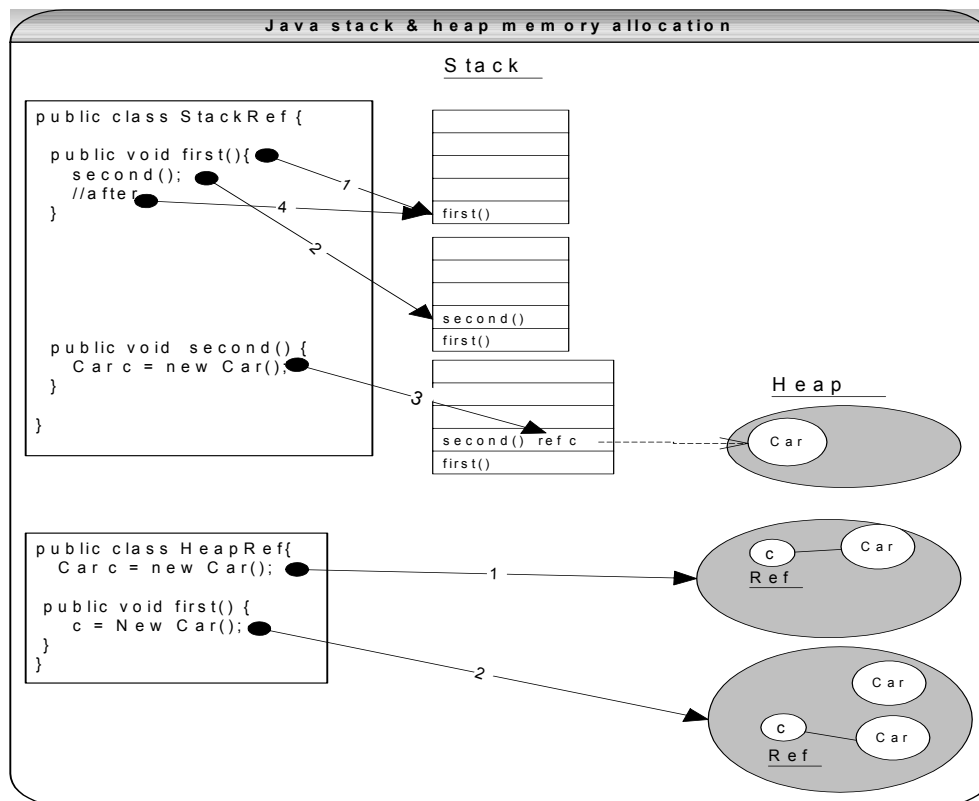 Java stack & heap memory allocation
Stack
public class StackRef {
public void first(){
second();
//after
}
public void second() {
Car c = new Car();
}
}
1
4
2
3
first()
second()
first()
second() ref c
first()
Heap
Car
public class HeapRef{
Car c = new Car();
public void first() {
c = New Car();
}
}
1
2
c
Car
Ref
Car
c
Car
Ref